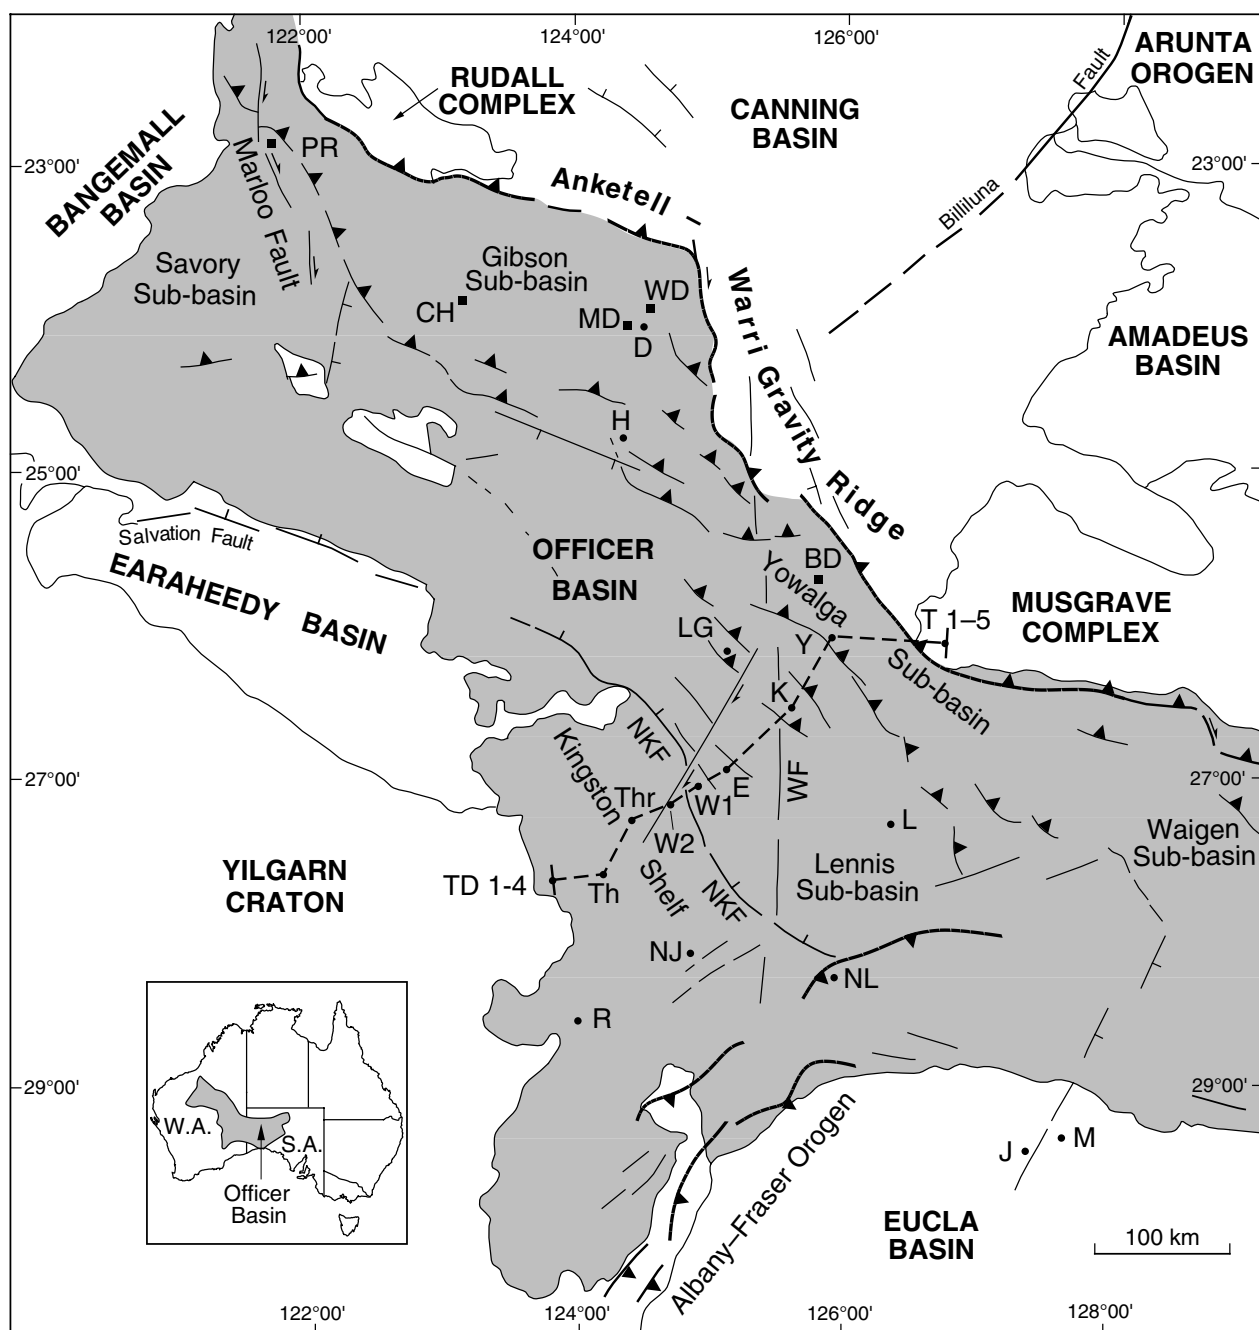 122°00'
124°00'
126°00'
ARUNTA
OROGEN
RUDALL
COMPLEX
CANNING
BASIN
Fault
BANGEMALL
BASIN
23°00'
23°00'
PR
Marloo Fault
Anketell –
Billiluna
Savory
Sub-basin
Gibson
Sub-basin
CH
WD
MD
D
Warri Gravity Ridge
AMADEUS
BASIN
H
25°00'
Salvation Fault
EARAHEEDY BASIN
OFFICER
BASIN
BD
Yowalga
Sub-basin
MUSGRAVE
COMPLEX
T 1–5
LG
Y
K
NKF
Kingston
Shelf
WF
27°00'
27°00'
E
W1
Thr
W2
L
Waigen
Sub-basin
YILGARN
CRATON
TD 1-4
Th
Lennis
Sub-basin
NKF
NJ
NL
R
29°00'
29°00'
W.A.
S.A.
Officer
Basin
J
M
Albany–Fraser Orogen
EUCLA
BASIN
100 km
122°00'
124°00'
126°00'
128°00'